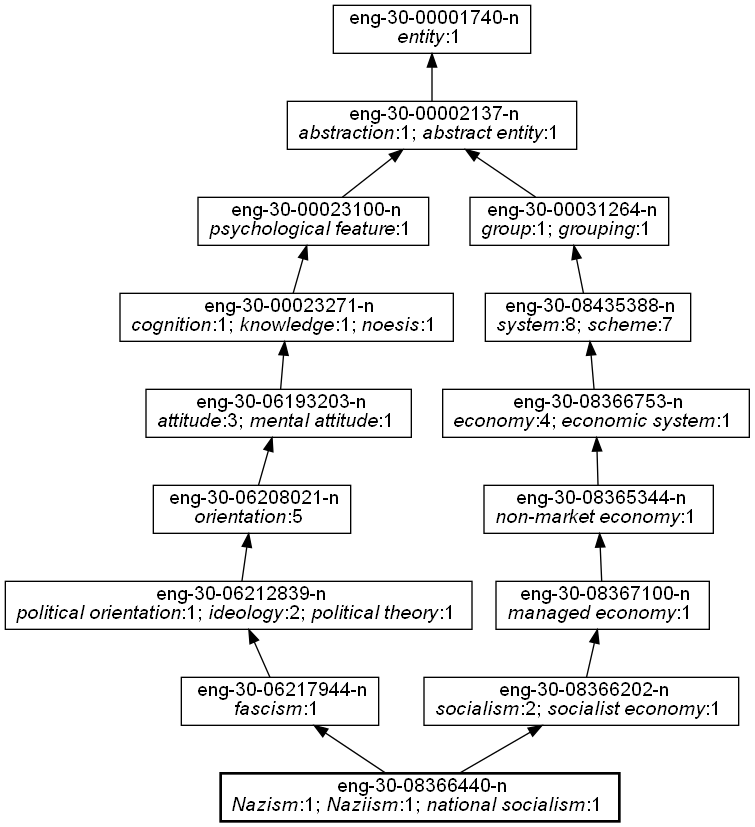 eng-30-00001740-n
entity:1
eng-30-00002137-n
abstraction:1; abstract entity:1
eng-30-00023100-n
psychological feature:1
eng-30-00031264-n
group:1; grouping:1
eng-30-00023271-n
cognition:1; knowledge:1; noesis:1
eng-30-08435388-n
system:8; scheme:7
eng-30-06193203-n
attitude:3; mental attitude:1
eng-30-08366753-n
economy:4; economic system:1
eng-30-06208021-n
orientation:5
eng-30-08365344-n
non-market economy:1
eng-30-06212839-n
political orientation:1; ideology:2; political theory:1
eng-30-08367100-n
managed economy:1
eng-30-06217944-n
fascism:1
eng-30-08366202-n
socialism:2; socialist economy:1
eng-30-08366440-n
Nazism:1; Naziism:1; national socialism:1